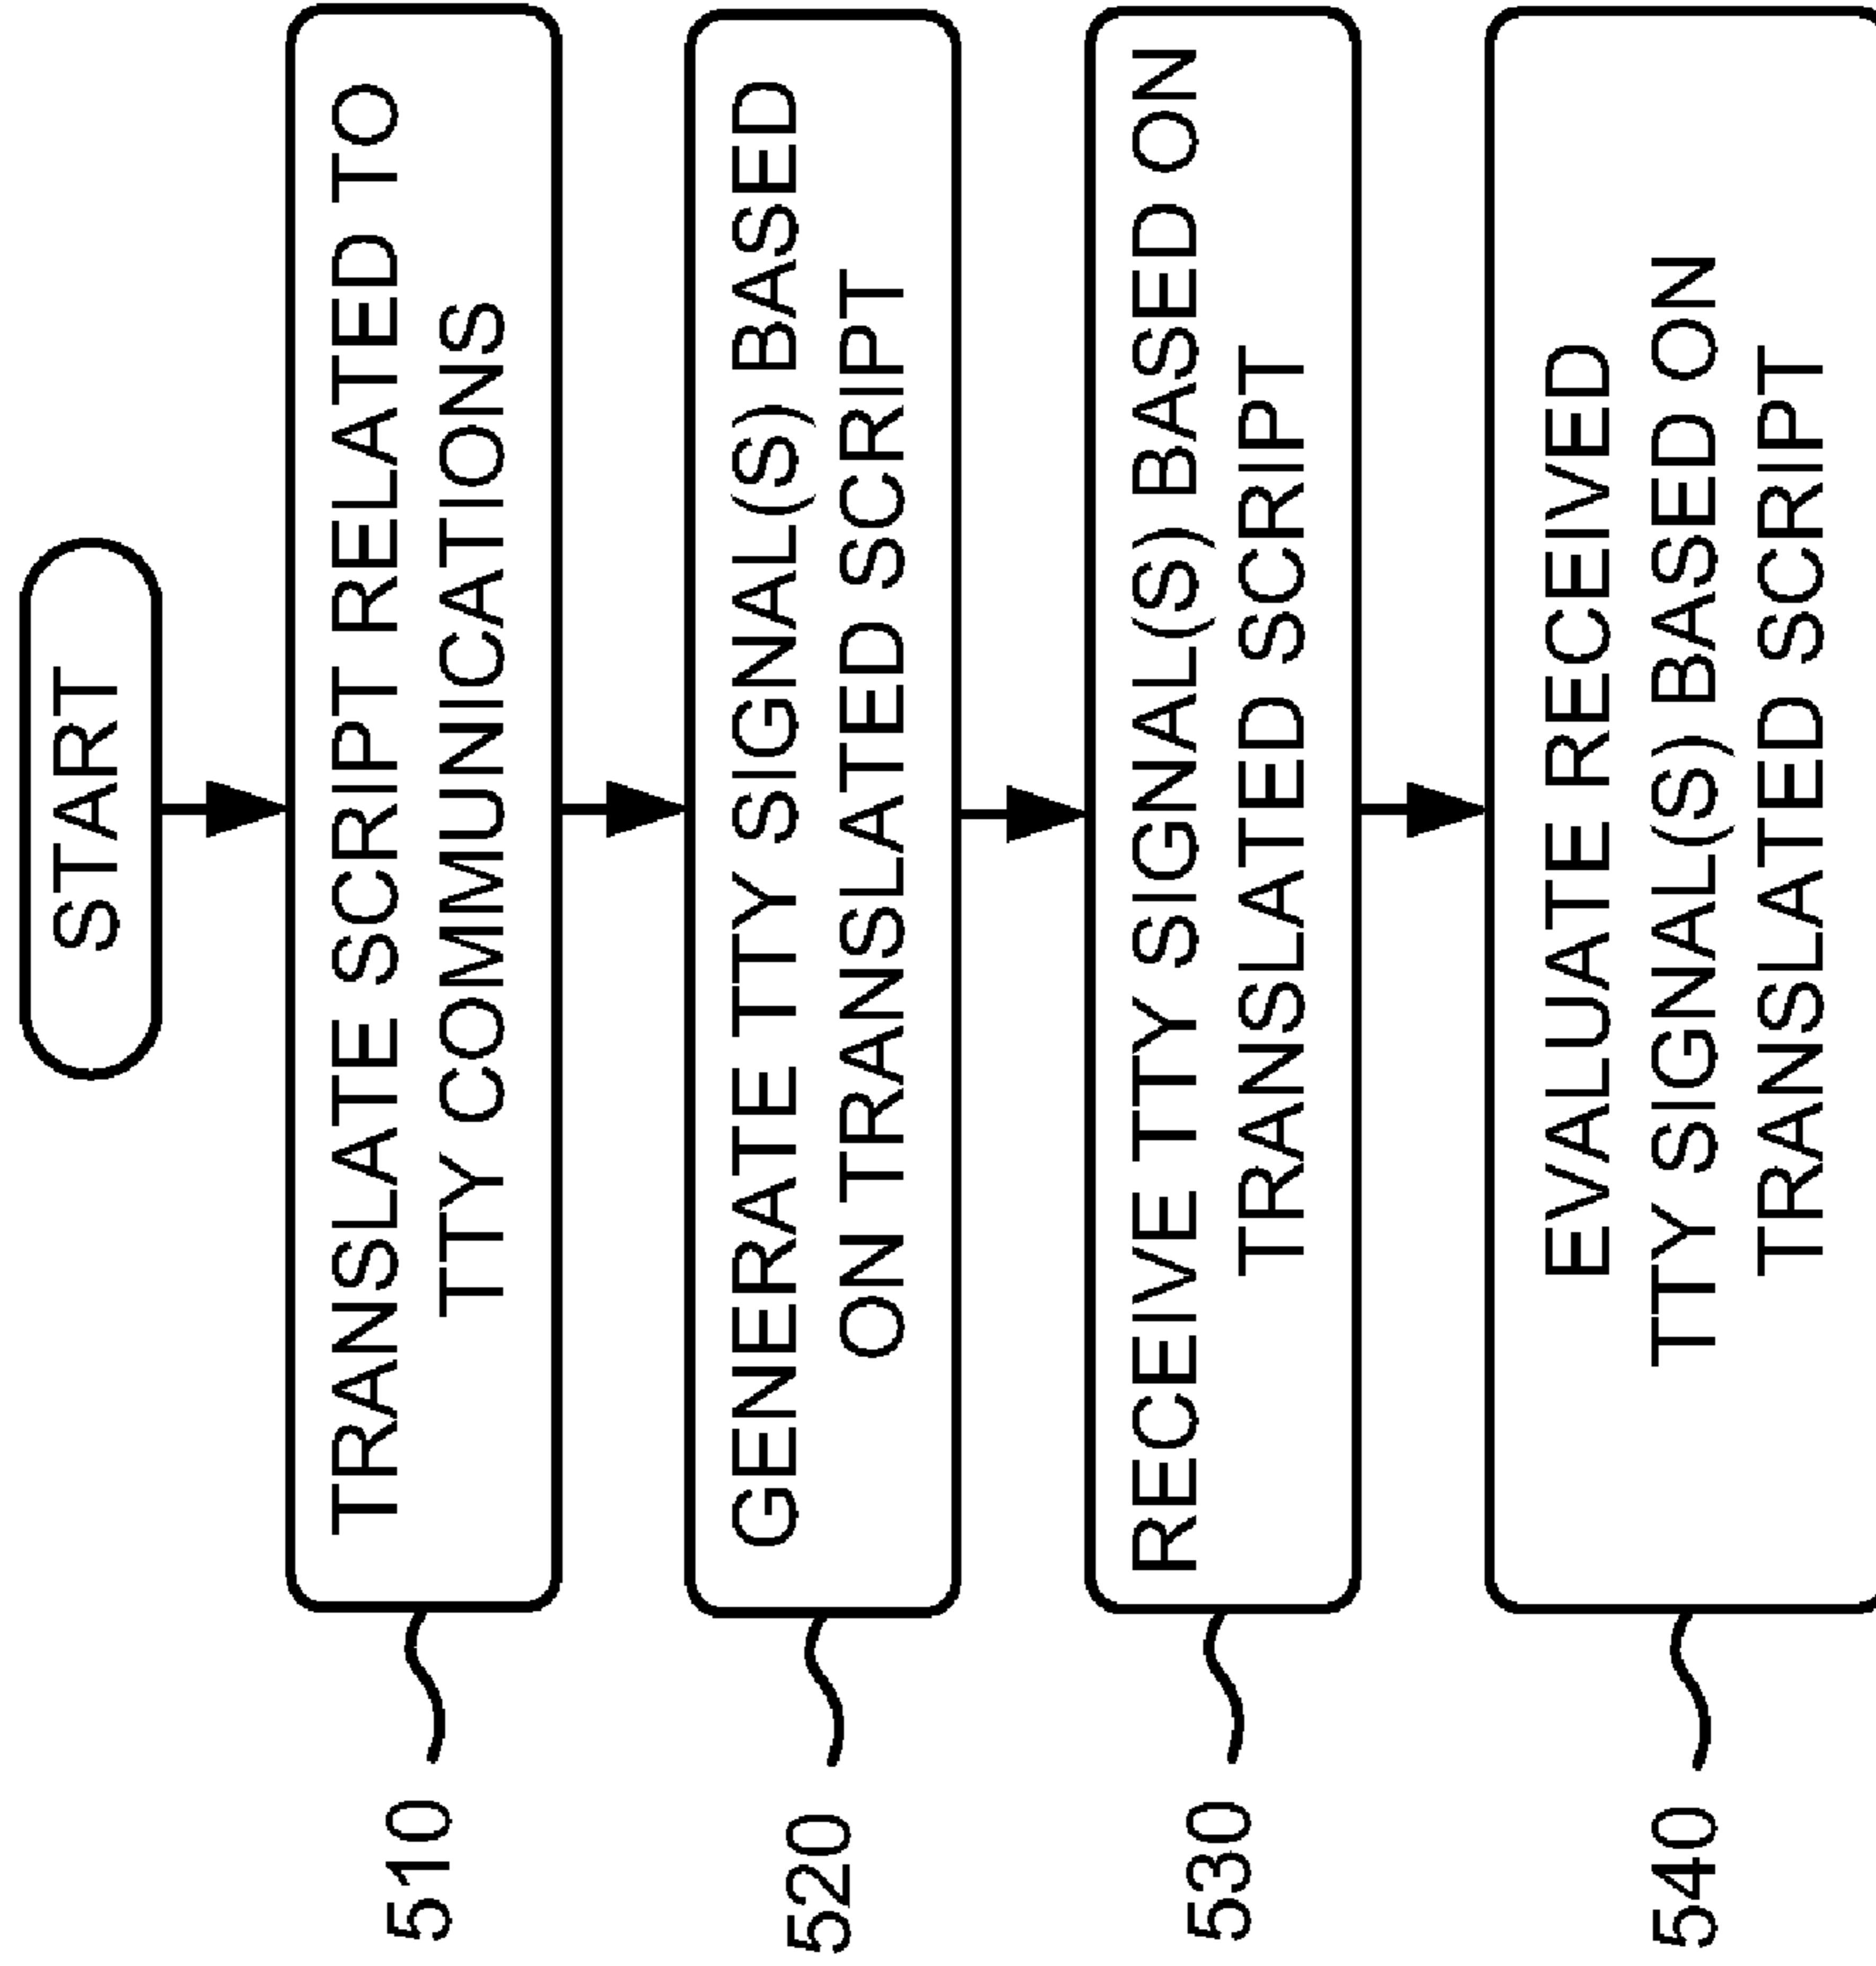 START
510
TRANSLATE SCRIPT RELATED TO
TTY COMMUNICATIONS
520
GENERATE TTY SIGNAL(S) BASED
ON TRANSLATED SCRIPT
530
RECEIVE TTY SIGNAL(S) BASED ON
TRANSLATED SCRIPT
540
EVALUATE RECEIVED
TTY SIGNAL(S) BASED ON
TRANSLATED SCRIPT